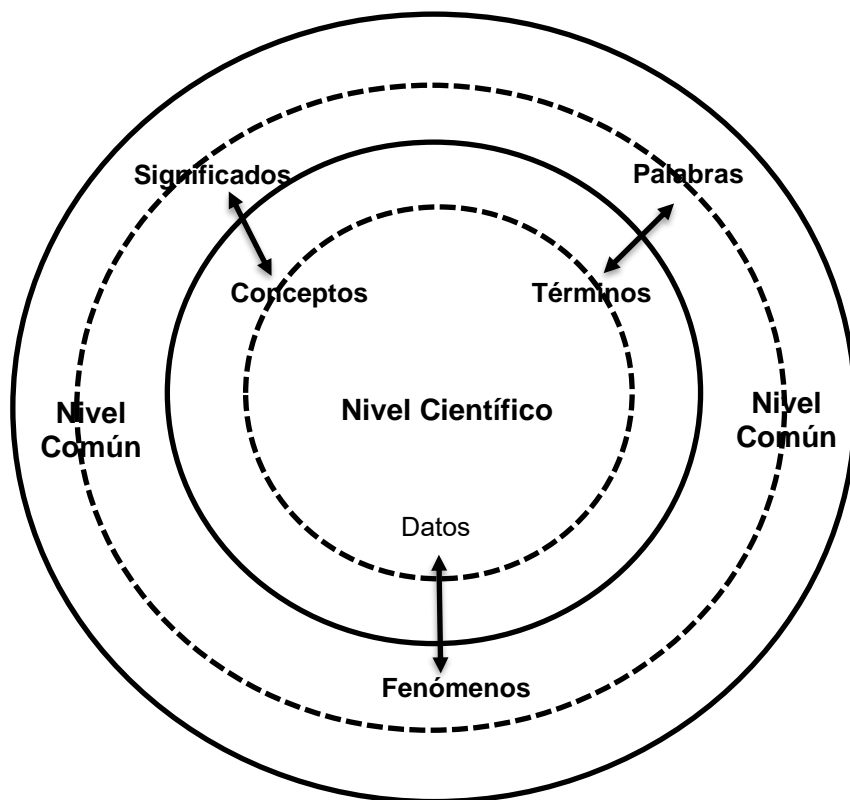 Significados
Palabras
Conceptos
Términos
Nivel
Común
Nivel Científico
Nivel
Común
Datos
Fenómenos